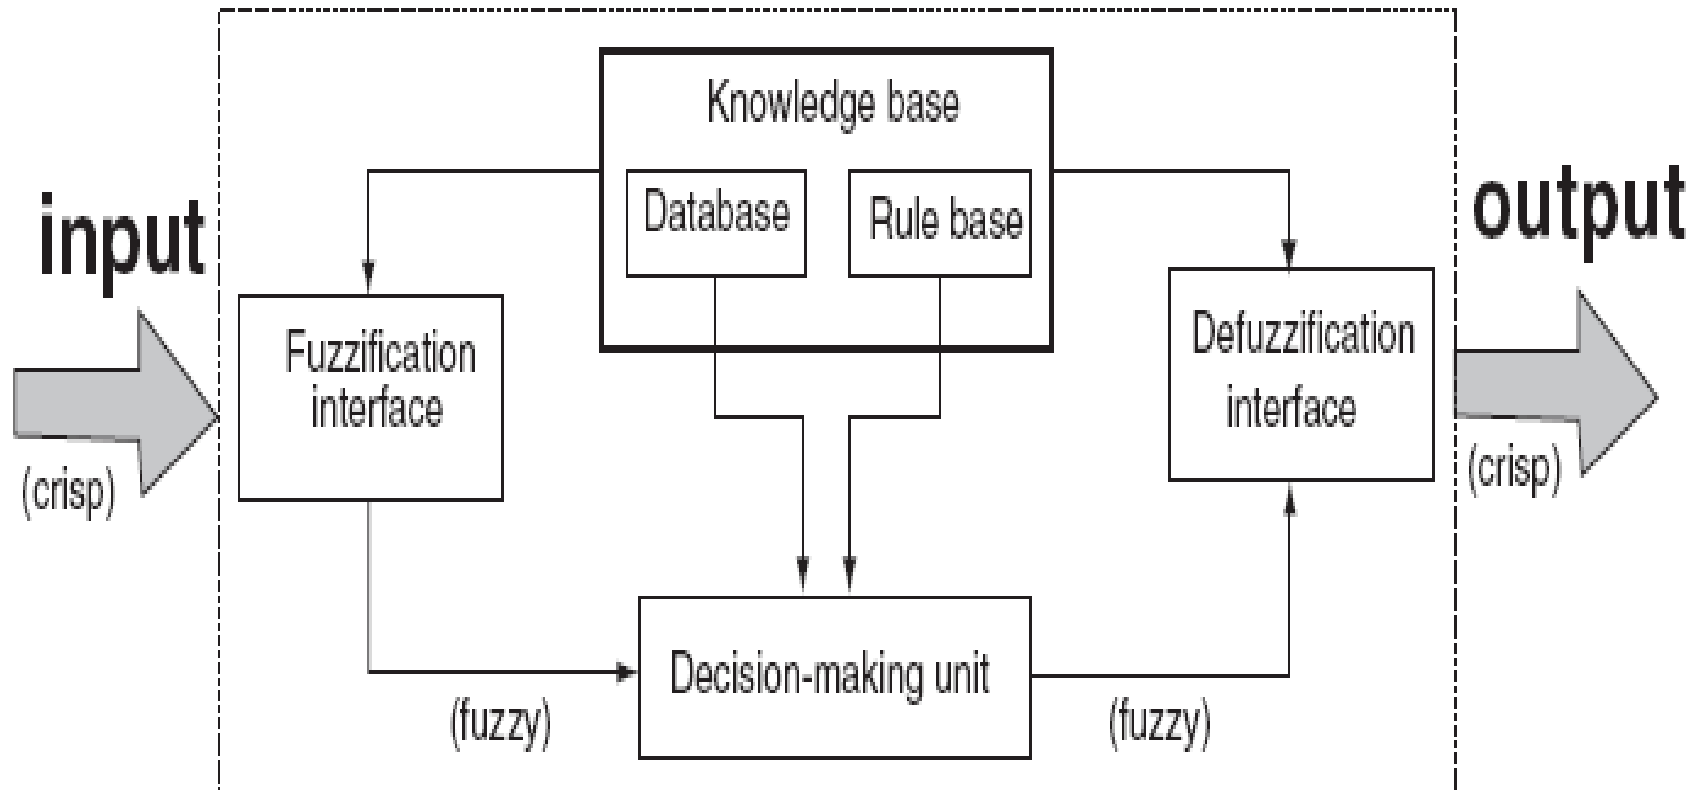 Knowledge base
Database
Rule base
input
output
Fuzzification
interface
Defuzzification
interface
(crisp)
(crisp)
Decision-making unit
(fuzzy)
(fuzzy)